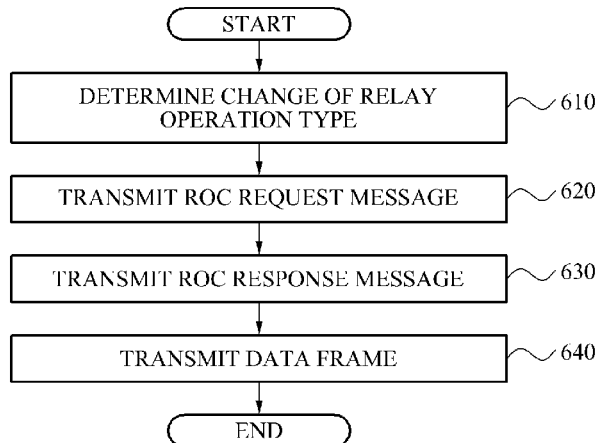 START
DETERMINE CHANGE OF RELAY
OPERATION TYPE
610
TRANSMIT ROC REQUEST MESSAGE
620
TRANSMIT ROC RESPONSE MESSAGE
630
TRANSMIT DATA FRAME
640
END